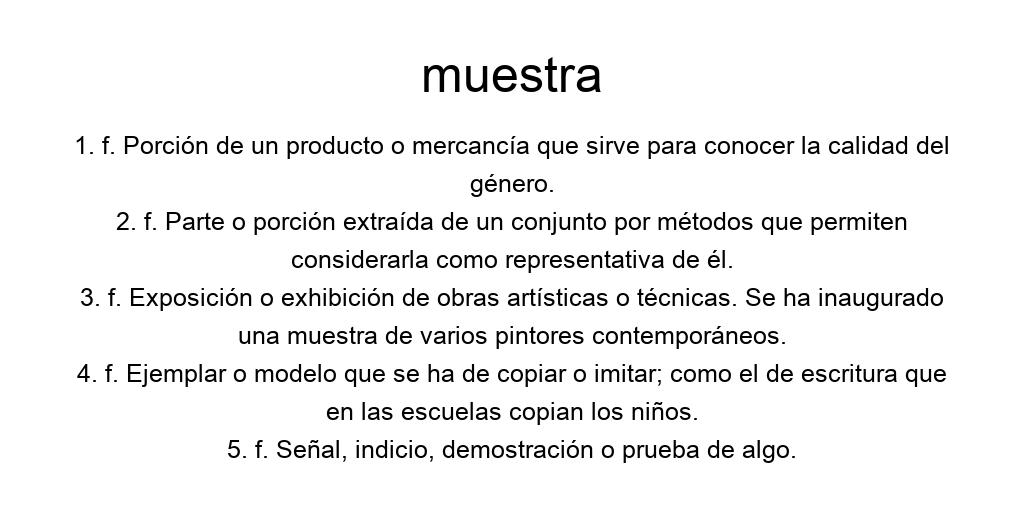 muestra
1. f. Porción de un producto o mercancía que sirve para conocer la calidad del
género.
2. f. Parte o porción extraída de un conjunto por métodos que permiten
considerarla como representativa de él.
3. f. Exposición o exhibición de obras artísticas o técnicas. Se ha inaugurado
una muestra de varios pintores contemporáneos.
4. f. Ejemplar o modelo que se ha de copiar o imitar; como el de escritura que
en las escuelas copian los niños.
5. f. Señal, indicio, demostración o prueba de algo.